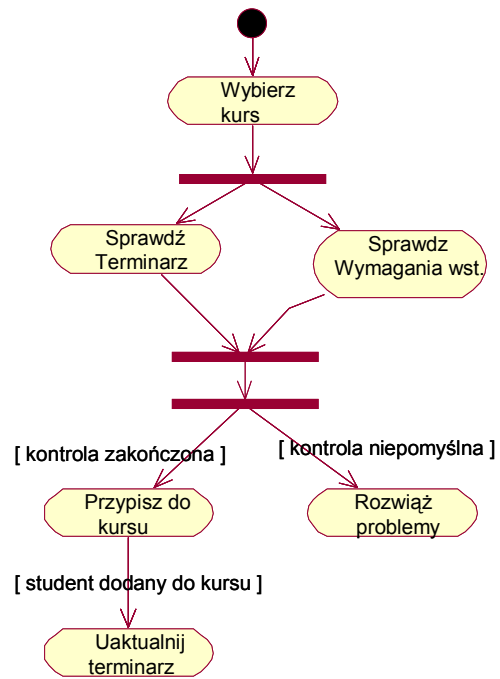 Wybierz
kurs
Sprawdź
Terminarz
Sprawdz
Wymagania wst.
[ kontrola zakończona ]
[ kontrola niepomyślna ]
Przypisz do
kursu
Rozwiąż
problemy
[ student dodany do kursu ]
Uaktualnij
terminarz